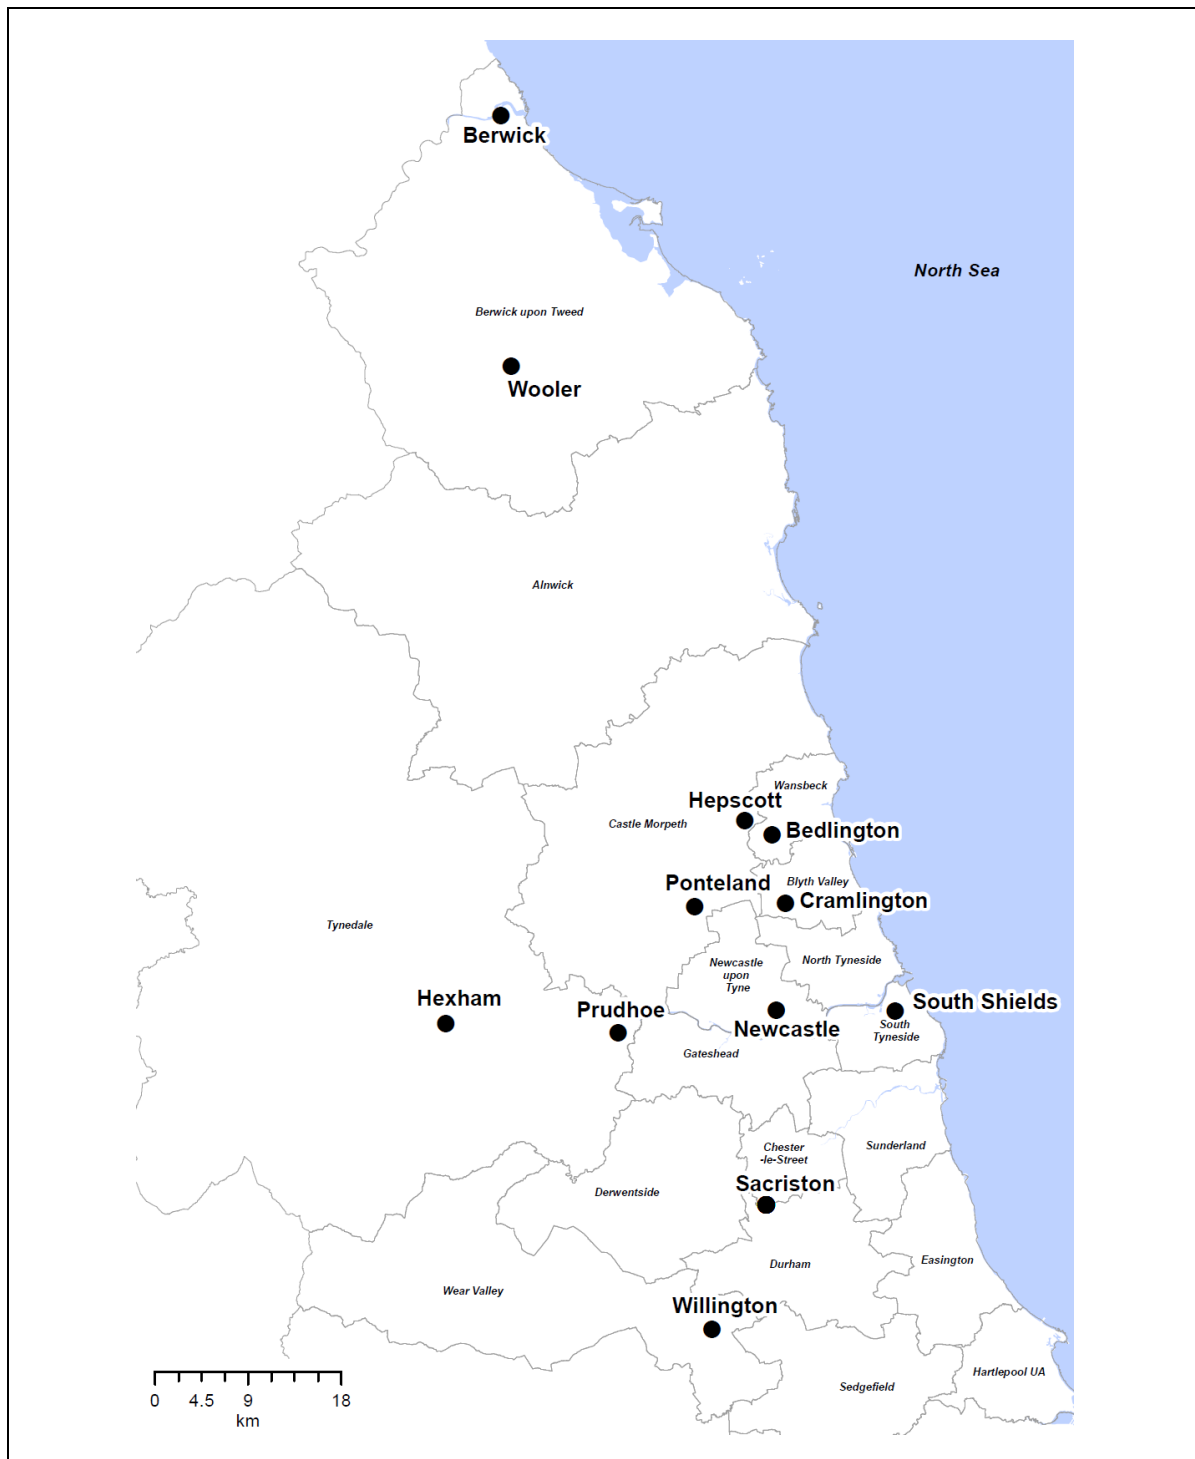 Berwick
North Sea
Berwick upon Tweed
Wooler
Alnwick
Wansbeck
Hepscott
Castle Morpeth
Bedlington
Ponteland
Blyth Valley
Cramlington
Tynedale
Newcastle
upon
Tyne
North Tyneside
Hexham
Prudhoe
South Shields
Newcastle
South
Tyneside
Gateshead
Chester
-le-Street
Sunderland
Sacriston
Derwentside
Durham
Easington
Wear Valley
Willington
Hartlepool UA
Sedgefield
0 4.5 9 18
km